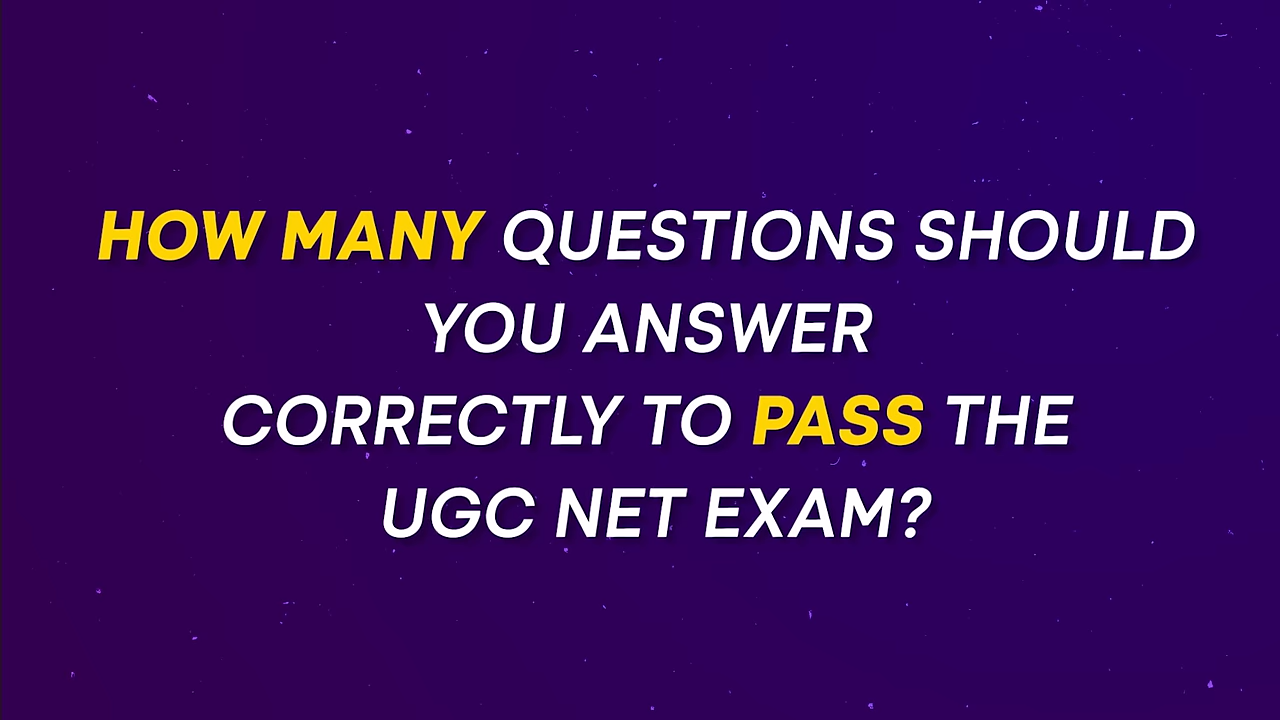 HOW MANY QUESTIONS SHOULD
YOU ANSWER
CORRECTLY TO PASS THE
UGC NET EXAM?